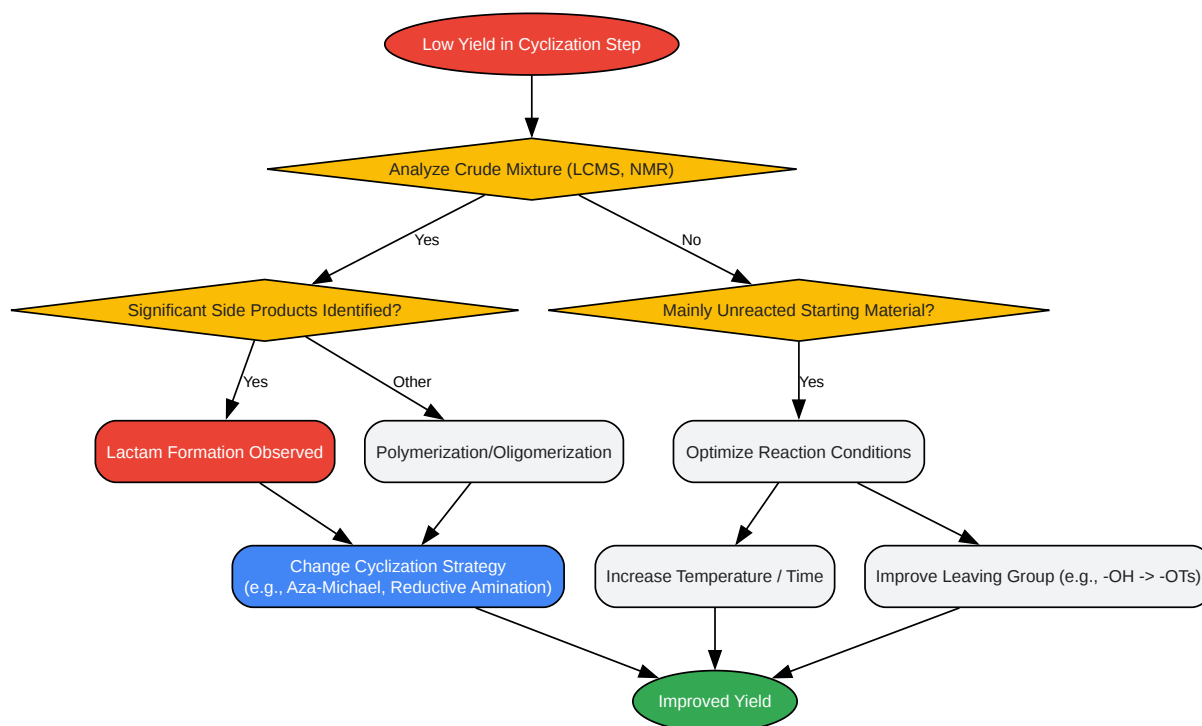 Low Yield in Cyclization Step
Analyze Crude Mixture (LCMS, NMR)
Yes
No
Significant Side Products Identified?
Mainly Unreacted Starting Material?
Yes
Other
Yes
Lactam Formation Observed
Polymerization/Oligomerization
Optimize Reaction Conditions
Change Cyclization Strategy
(e.g., Aza-Michael, Reductive Amination)
Increase Temperature / Time
Improve Leaving Group (e.g., -OH -> -OTs)
Improved Yield